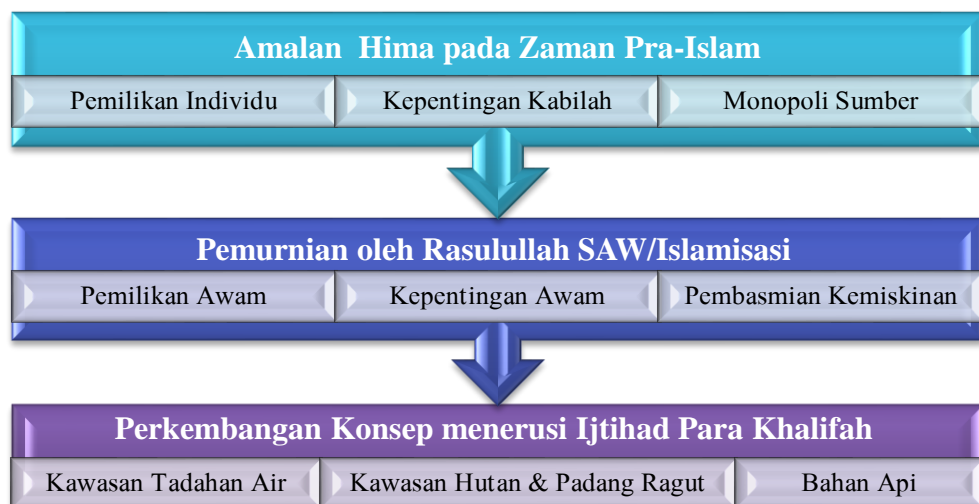 Amalan Hima pada Zaman Pra-Islam
Pemilikan Individu
Kepentingan Kabilah
Monopoli Sumber
Pemurnian oleh Rasulullah SAW/Islamisasi
Pemilikan Awam
Kepentingan Awam
Pembasmian Kemiskinan
Perkembangan Konsep menerusi Ijtihad Para Khalifah
Kawasan Tadahan Air
Kawasan Hutan & Padang Ragut
Bahan Api